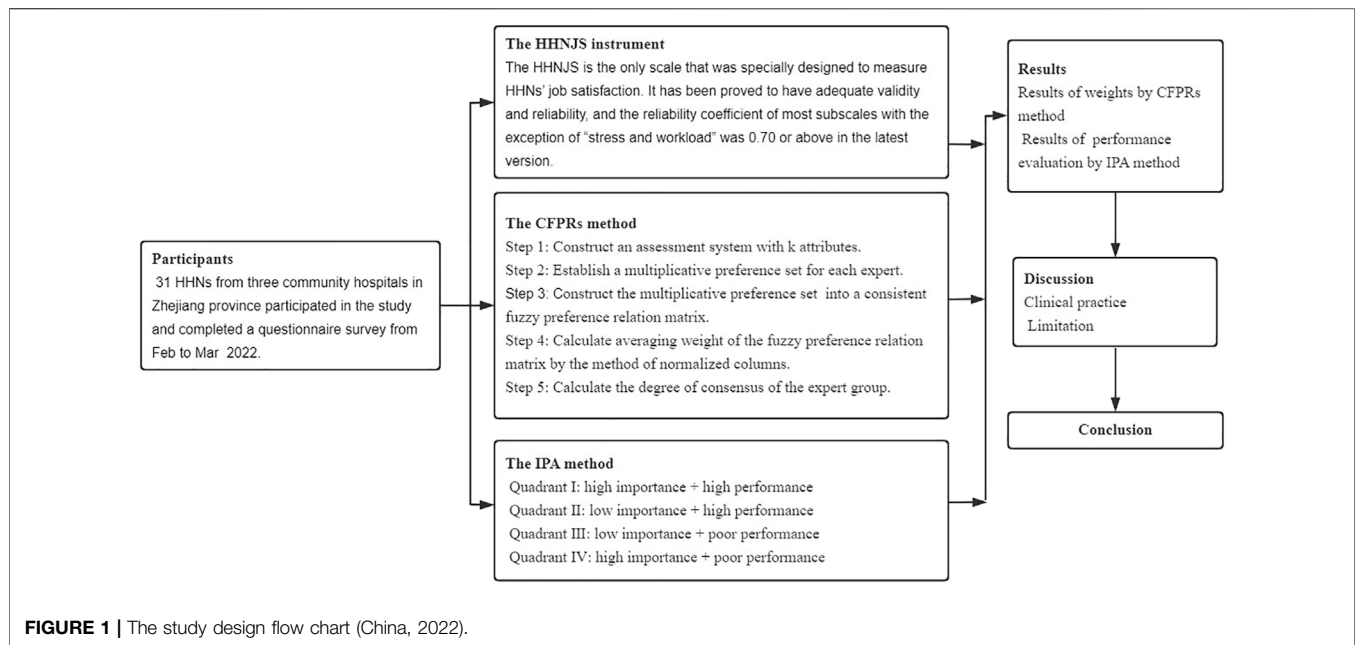 Participants
31 HHNs from three community hospitals in
Zhejiang province participated in the study
and completed a questionnaire survey from
Feb to Mar 2022.
The HHNJS instrument
The HHNJS is the only scale that was specially designed to measure
HHNs' job satisfaction. It has been proved to have adequate validity
and reliability, and the reliability coefficient of most subscales with the
exception of "stress and workload" was 0.70 or above in the latest
version.
The CFPRs method
Step 1: Construct an assessment system with k attributes.
Step 2: Establish a multiplicative preference set for each expert.
Step 3: Construct the multiplicative preference set into a consistent
fuzzy preference relation matrix.
Step 4: Calculate averaging weight of the fuzzy preference relation
matrix by the method of normalized columns.
Step 5: Calculate the degree of consensus of the expert group.
The IPA method
Quadrant I: high importance + high performance
Quadrant II: low importance + high performance
Quadrant III: low importance + poor performance
Quadrant IV: high importance + poor performance
Results
Results of weights by CFPRs
method
Results of performance
evaluation by IPA method
Discussion
Clinical practice
Limitation
Conclusion
FIGURE 1 | The study design flow chart (China, 2022).